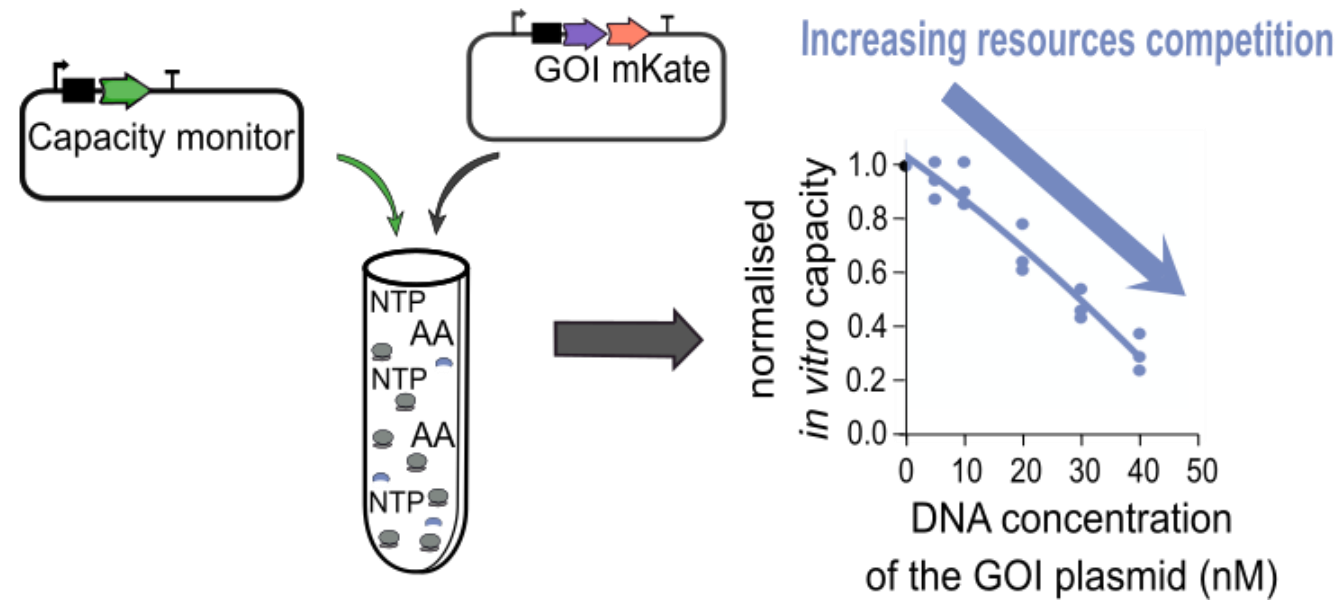 Capacity monitor
GOI mKate
NTP
AA
NTP
AA
NTP
Increasing resources competition
normalised
in vitro capacity
1.0
0.8
0.6
0.4
0.2
0.0
0 10 20 30 40 50
DNA concentration
of the GOI plasmid (nM)